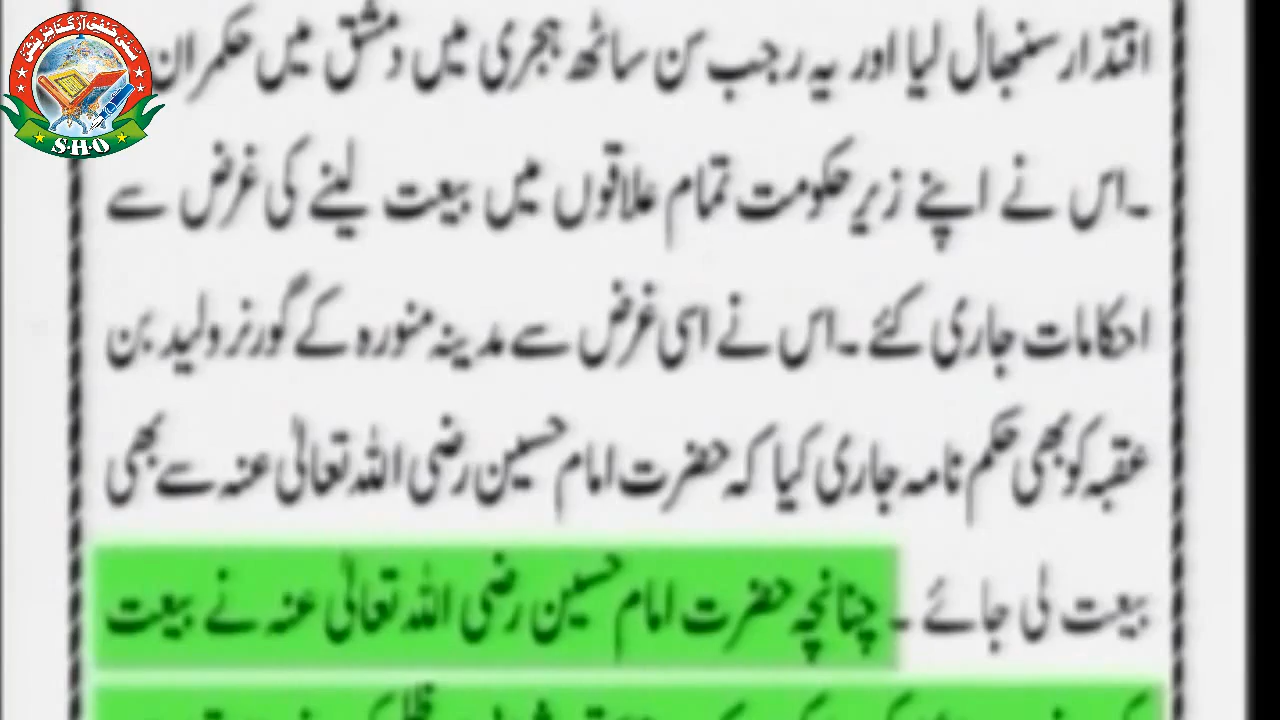 سنی حنفی آرگنائزیشن
S·H·O
اقتدار سنبھال لیا اور یہ رجب سن ساٹھ ہجری میں دمشق میں حکمران
۔اس نے اپنے زیر حکومت تمام علاقوں میں بیعت لینے کی غرض سے
احکامات جاری کئے ۔اس نے اسی غرض سے مدینہ منورہ کے گورنر ولید بن
عقبہ کو بھی حکم نامہ جاری کیا کہ حضرت امام حسین رضی اللہ تعالیٰ عنہ سے بھی
بیعت لی جائے ۔ چنانچہ حضرت امام حسین رضی اللہ تعالیٰ عنہ نے بیعت